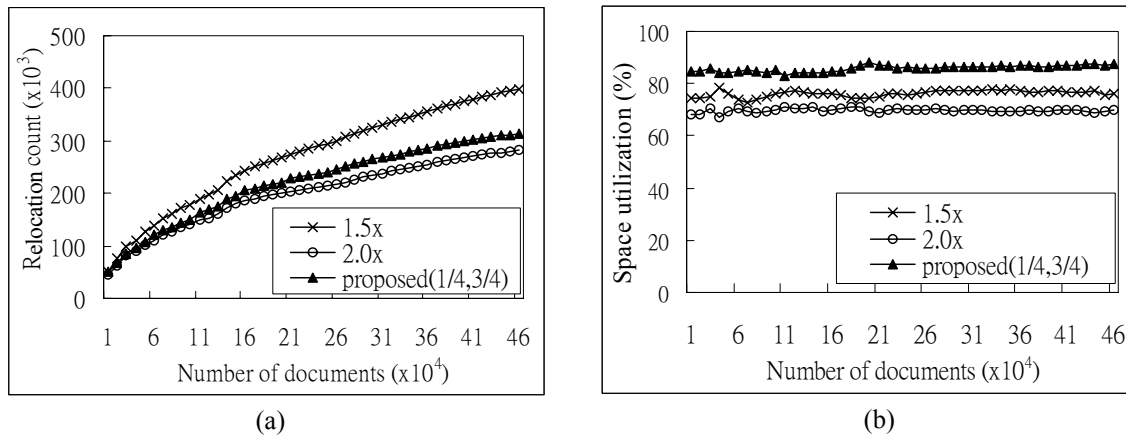 500
400
300
200
100
0
Relocation count (x10³)
1.5x
2.0x
proposed(1/4,3/4)
1 6 11 16 21 26 31 36 41 46
Number of documents (x10⁴)
(a)
100
80
60
40
20
0
Space utilization (%)
1.5x
2.0x
proposed(1/4,3/4)
1 6 11 16 21 26 31 36 41 46
Number of documents (x10⁴)
(b)